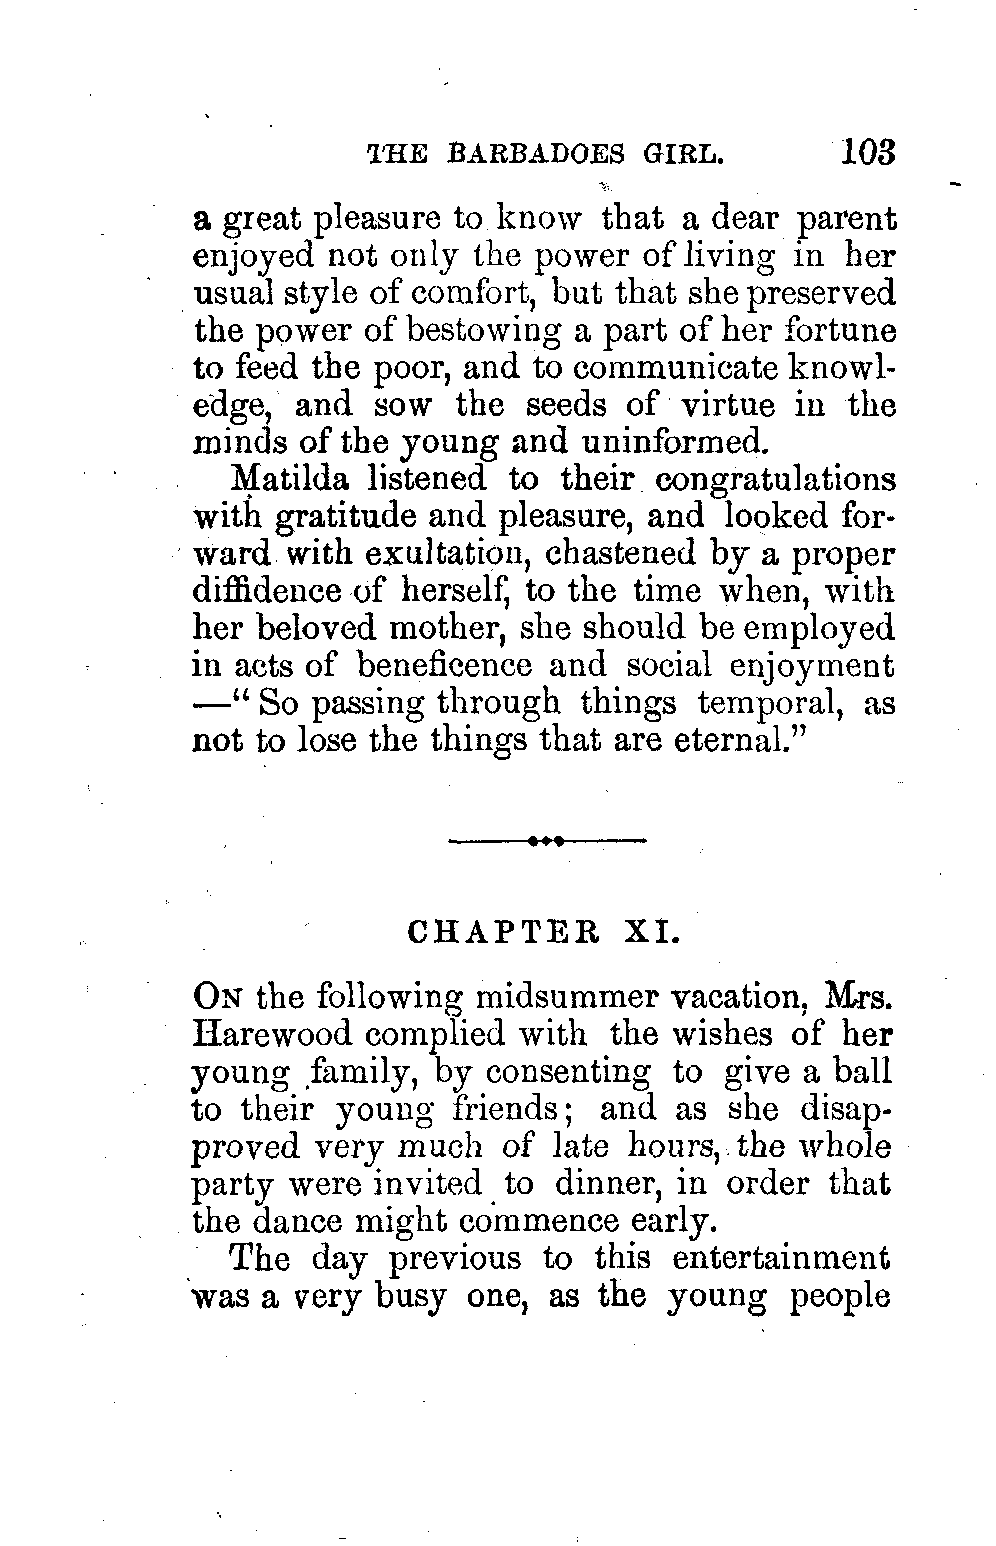 THE BARBADOES GIRL. 103
a great pleasure to know that a dear parent
enjoyed not only the power of living in her
usual style of comfort, but that she preserved
the power of bestowing a part of her fortune
to feed the poor, and to communicate knowl-
edge, and sow the seeds of virtue in the
minds of the young and uninformed.
Matilda listened to their congratulations
with gratitude and pleasure, and looked for-
ward with exultation, chastened by a proper
diffidence of herself, to the time when, with
her beloved mother, she should be employed
in acts of beneficence and social enjoyment
—“So passing through things temporal, as
not to lose the things that are eternal.”
CHAPTER XI.
ON the following midsummer vacation, Mrs.
Harewood complied with the wishes of her
young family, by consenting to give a ball
to their young friends; and as she disap-
proved very much of late hours, the whole
party were invited to dinner, in order that
the dance might commence early.
The day previous to this entertainment
was a very busy one, as the young people